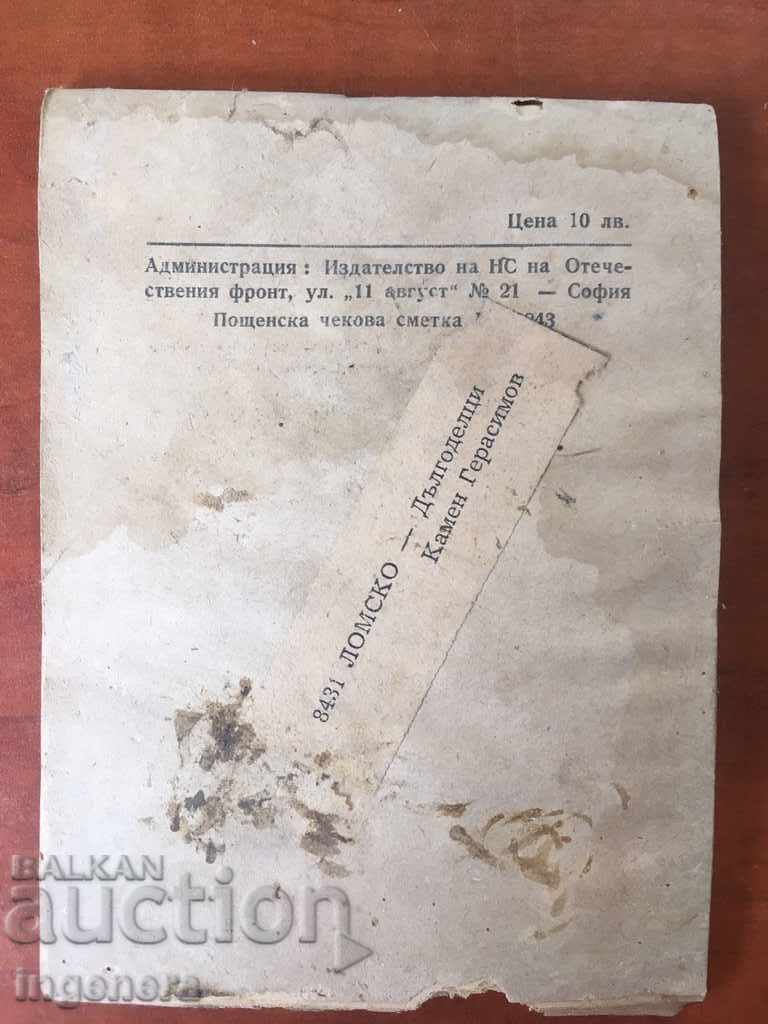 Цена 10 лв.
Администрация: Издателство на НС на Отече-
ствения фронт, ул. „11 август“ № 21 — София
Пощенска чекова сметка 843
8431 ЛОМСКО — Дългоделци
Камен Герасимов
BALKAN
auction
ingenera